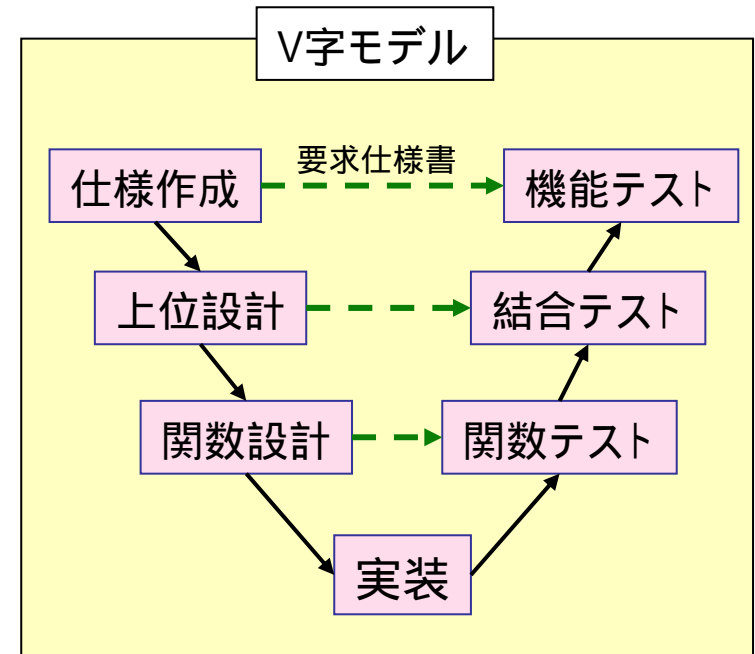 V字モデル
仕様作成
要求仕様書
機能テスト
上位設計
結合テスト
関数設計
関数テスト
実装